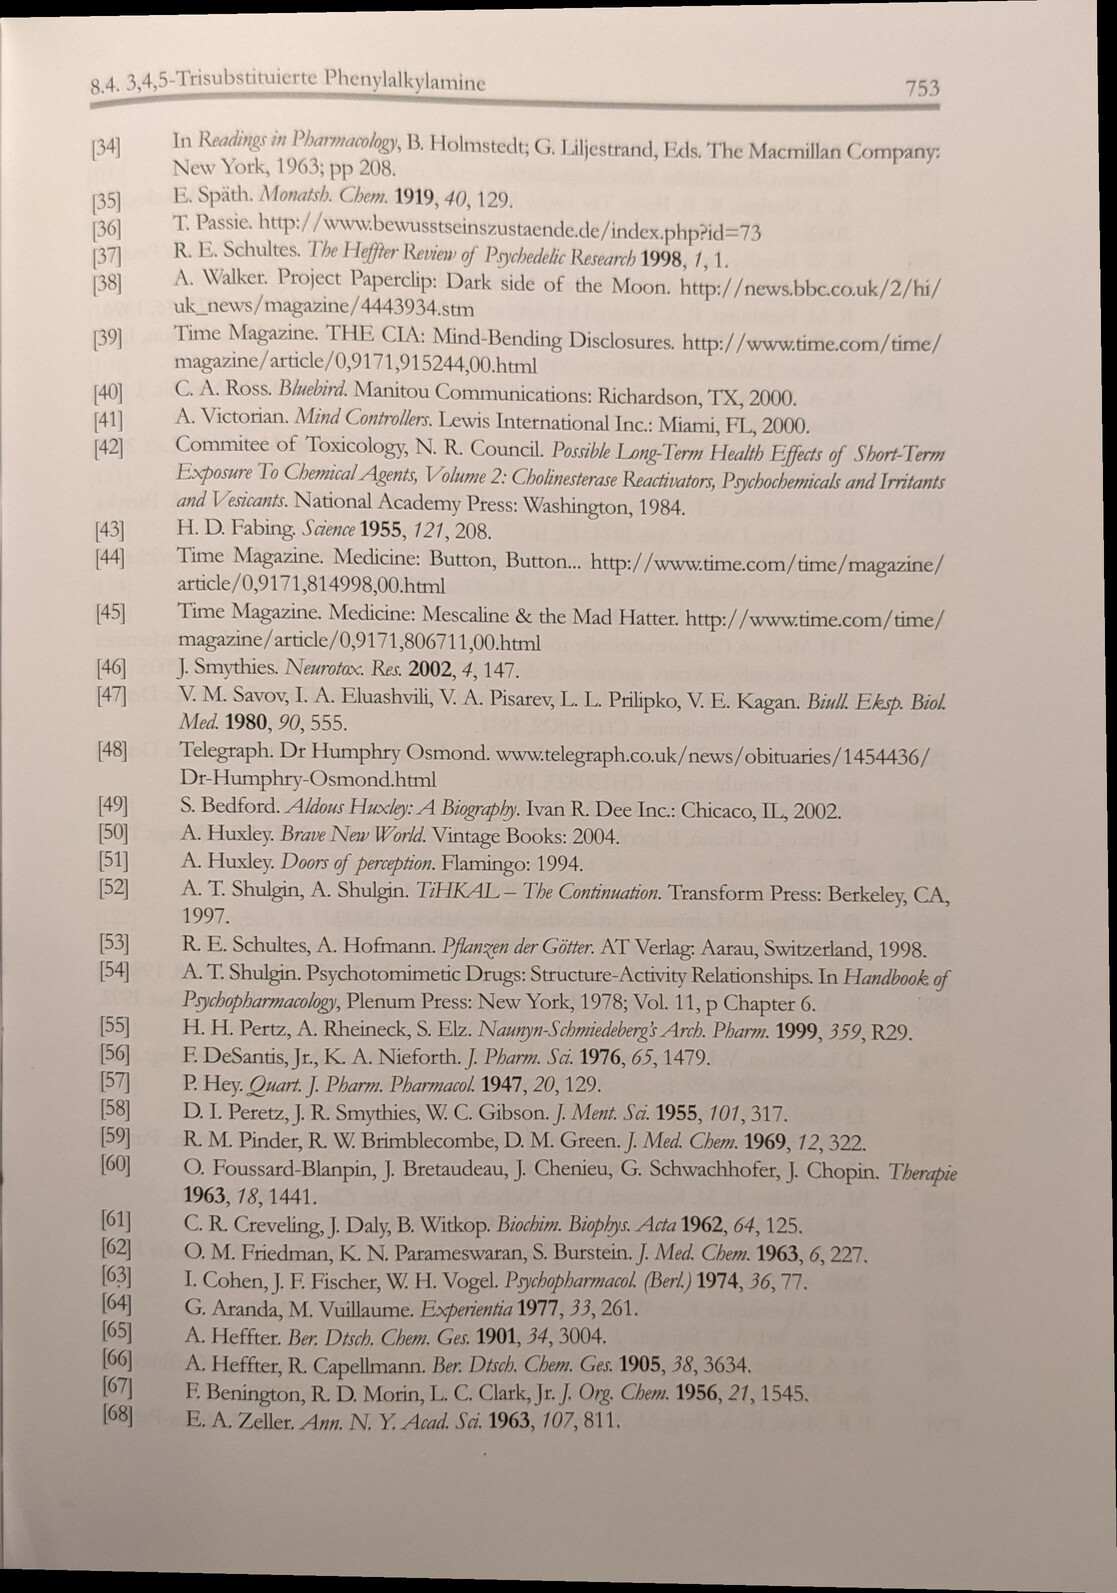 8.4. 3,4,5-Trisubstituierte Phenylalkylamine 753
[34] In Readings in Pharmacology, B. Holmstedt; G. Liljestrand, Eds. The Macmillan Company:
New York, 1963; pp 208.
[35] E. Späth. Monatsh. Chem. 1919, 40, 129.
[36] T. Passie. http://www.bewusstseinszustaende.de/index.php?id=73
[37] R. E. Schultes. The Heffter Review of Psychedelic Research 1998, 1, 1.
[38] A. Walker. Project Paperclip: Dark side of the Moon. http://news.bbc.co.uk/2/hi/
uk_news/magazine/4443934.stm
[39] Time Magazine. THE CIA: Mind-Bending Disclosures. http://www.time.com/time/
magazine/article/0,9171,915244,00.html
[40] C. A. Ross. Bluebird. Manitou Communications: Richardson, TX, 2000.
[41] A. Victorian. Mind Controllers. Lewis International Inc.: Miami, FL, 2000.
[42] Commitee of Toxicology, N. R. Council. Possible Long-Term Health Effects of Short-Term
Exposure To Chemical Agents, Volume 2: Cholinesterase Reactivators, Psychochemicals and Irritants
and Vesicants. National Academy Press: Washington, 1984.
[43] H. D. Fabing. Science 1955, 121, 208.
[44] Time Magazine. Medicine: Button, Button... http://www.time.com/time/magazine/
article/0,9171,814998,00.html
[45] Time Magazine. Medicine: Mescaline & the Mad Hatter. http://www.time.com/time/
magazine/article/0,9171,806711,00.html
[46] J. Smythies. Neurotox. Res. 2002, 4, 147.
[47] V. M. Savov, I. A. Eluashvili, V. A. Pisarev, L. L. Prilipko, V. E. Kagan. Biull. Eksp. Biol.
Med. 1980, 90, 555.
[48] Telegraph. Dr Humphry Osmond. www.telegraph.co.uk/news/obituaries/1454436/
Dr-Humphry-Osmond.html
[49] S. Bedford. Aldous Huxley: A Biography. Ivan R. Dee Inc.: Chicaco, IL, 2002.
[50] A. Huxley. Brave New World. Vintage Books: 2004.
[51] A. Huxley. Doors of perception. Flamingo: 1994.
[52] A. T. Shulgin, A. Shulgin. TiHKAL – The Continuation. Transform Press: Berkeley, CA,
1997.
[53] R. E. Schultes, A. Hofmann. Pflanzen der Götter. AT Verlag: Aarau, Switzerland, 1998.
[54] A. T. Shulgin. Psychotomimetic Drugs: Structure-Activity Relationships. In Handbook of
Psychopharmacology, Plenum Press: New York, 1978; Vol. 11, p Chapter 6.
[55] H. H. Pertz, A. Rheineck, S. Elz. Naunyn-Schmiedeberg's Arch. Pharm. 1999, 359, R29.
[56] F. DeSantis, Jr., K. A. Nieforth. J. Pharm. Sci. 1976, 65, 1479.
[57] P. Hey. Quart. J. Pharm. Pharmacol. 1947, 20, 129.
[58] D. I. Peretz, J. R. Smythies, W. C. Gibson. J. Ment. Sci. 1955, 101, 317.
[59] R. M. Pinder, R. W. Brimblecombe, D. M. Green. J. Med. Chem. 1969, 12, 322.
[60] O. Foussard-Blanpin, J. Bretaudeau, J. Chenieu, G. Schwachhofer, J. Chopin. Therapie
1963, 18, 1441.
[61] C. R. Creveling, J. Daly, B. Witkop. Biochim. Biophys. Acta 1962, 64, 125.
[62] O. M. Friedman, K. N. Parameswaran, S. Burstein. J. Med. Chem. 1963, 6, 227.
[63] I. Cohen, J. F. Fischer, W. H. Vogel. Psychopharmacol. (Berl.) 1974, 36, 77.
[64] G. Aranda, M. Vuillaume. Experientia 1977, 33, 261.
[65] A. Heffter. Ber. Dtsch. Chem. Ges. 1901, 34, 3004.
[66] A. Heffter, R. Capellmann. Ber. Dtsch. Chem. Ges. 1905, 38, 3634.
[67] F. Benington, R. D. Morin, L. C. Clark, Jr. J. Org. Chem. 1956, 21, 1545.
[68] E. A. Zeller. Ann. N. Y. Acad. Sci. 1963, 107, 811.